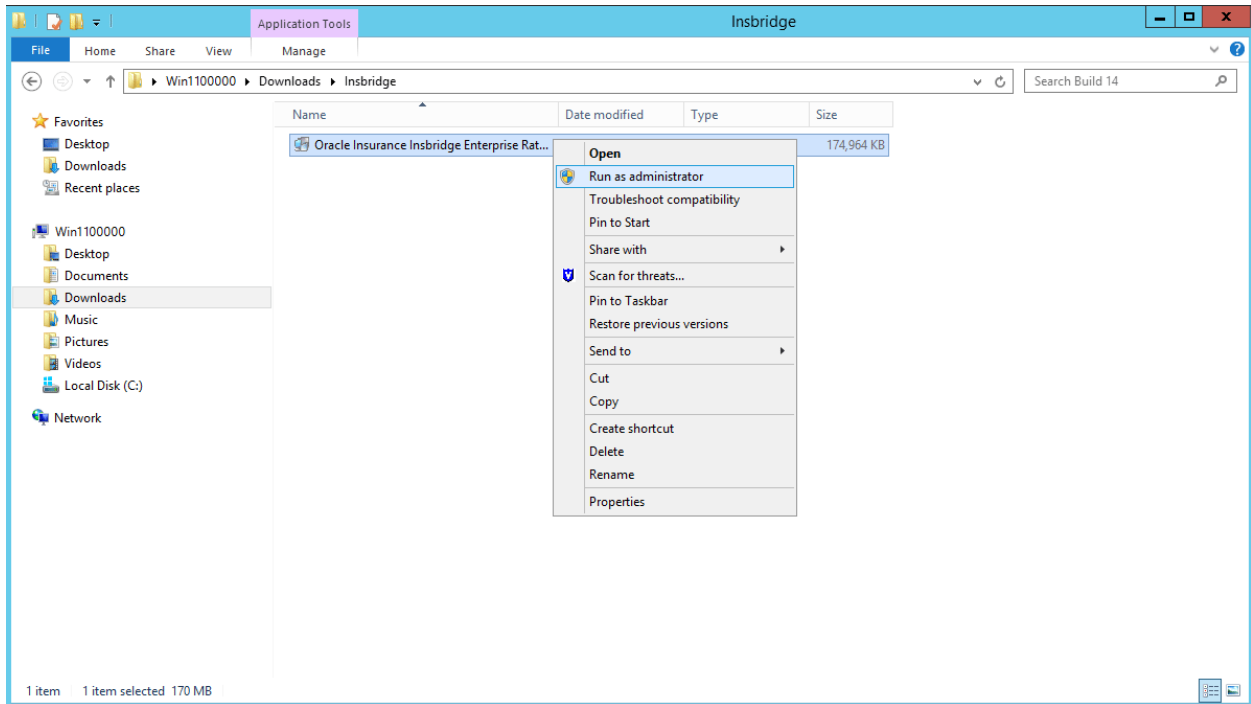 Application Tools
Insbridge
File Home Share View Manage
Win1100000 Downloads Insbridge
Search Build 14
Name Date modified Type Size
Favorites
Desktop
Downloads
Recent places
Win1100000
Desktop
Documents
Downloads
Music
Pictures
Videos
Local Disk (C:)
Network
Oracle Insurance Insbridge Enterprise Rat... 174,964 KB
Open
Run as administrator
Troubleshoot compatibility
Pin to Start
Share with
Scan for threats...
Pin to Taskbar
Restore previous versions
Send to
Cut
Copy
Create shortcut
Delete
Rename
Properties
1 item 1 item selected 170 MB